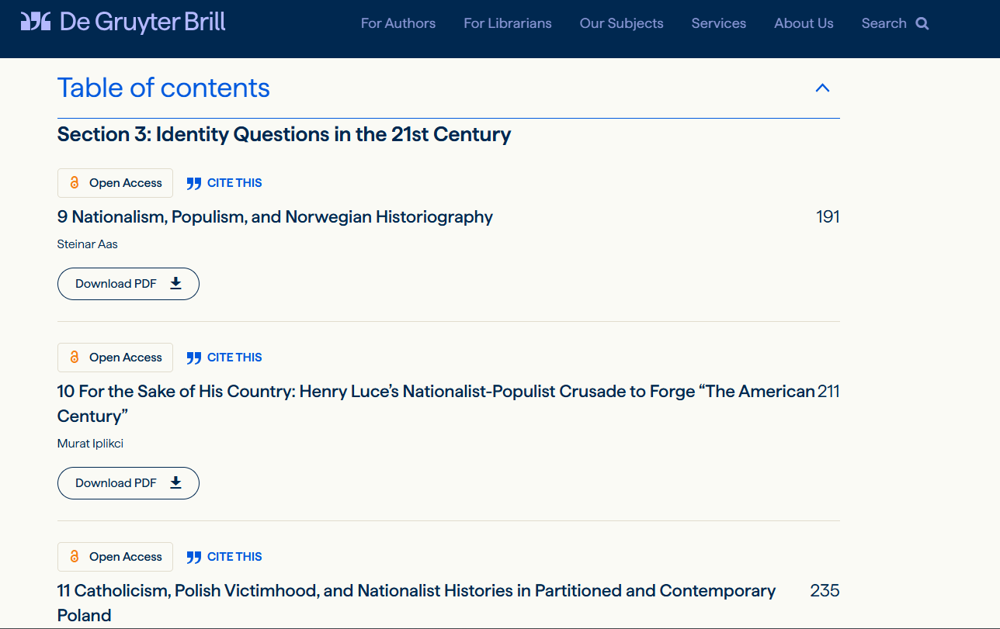 De Gruyter Brill
For Authors For Librarians Our Subjects Services About Us Search
Table of contents
Section 3: Identity Questions in the 21st Century
Open Access CITE THIS
9 Nationalism, Populism, and Norwegian Historiography 191
Steinar Aas
Download PDF
Open Access CITE THIS
10 For the Sake of His Country: Henry Luce’s Nationalist-Populist Crusade to Forge “The American 211
Century”
Murat Iplikci
Download PDF
Open Access CITE THIS
11 Catholicism, Polish Victimhood, and Nationalist Histories in Partitioned and Contemporary 235
Poland